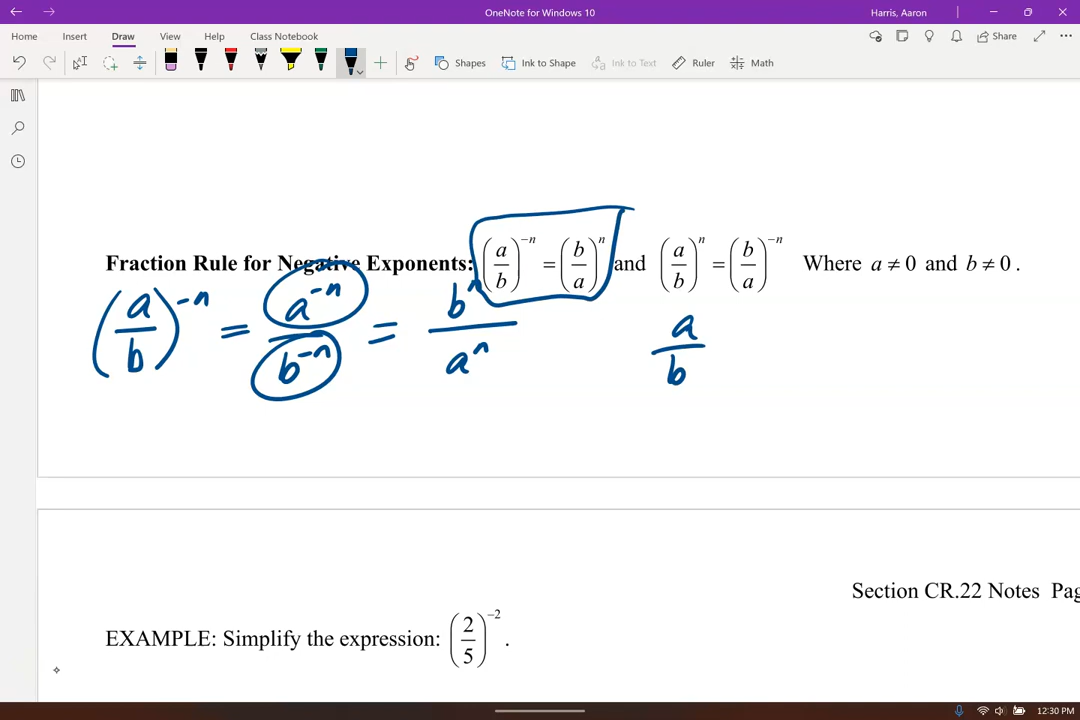 OneNote for Windows 10
Harris, Aaron
Home Insert Draw View Help Class Notebook
Share
Shapes Ink to Shape Ink to Text Ruler Math
Fraction Rule for Negative Exponents: (a/b)^-n = (b/a)^n and (a/b)^n = (b/a)^-n Where a ≠ 0 and b ≠ 0.
(a/b)^-n = a^-n/b^-n = b^n/a^n
a/b
Section CR.22 Notes Pag
EXAMPLE: Simplify the expression: (2/5)^-2.
12:30 PM